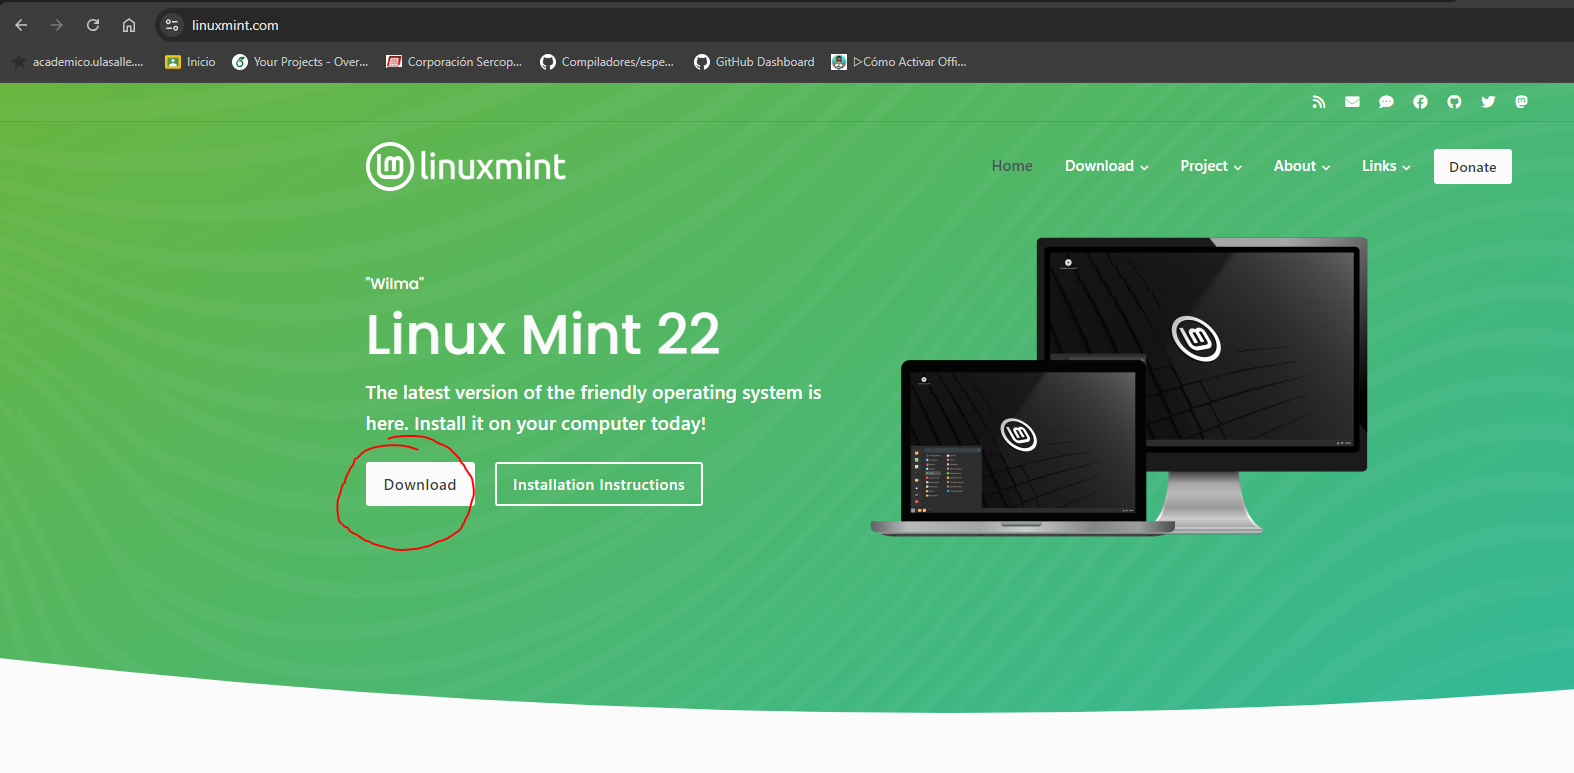 linuxmint.com
academico.ulasalle....
Inicio
Your Projects - Over...
Corporación Sercop...
Compiladores/espe...
GitHub Dashboard
▷Cómo Activar Offi...
linuxmint
Home
Download
Project
About
Links
Donate
"Wilma"
Linux Mint 22
The latest version of the friendly operating system is
here. Install it on your computer today!
Download
Installation Instructions